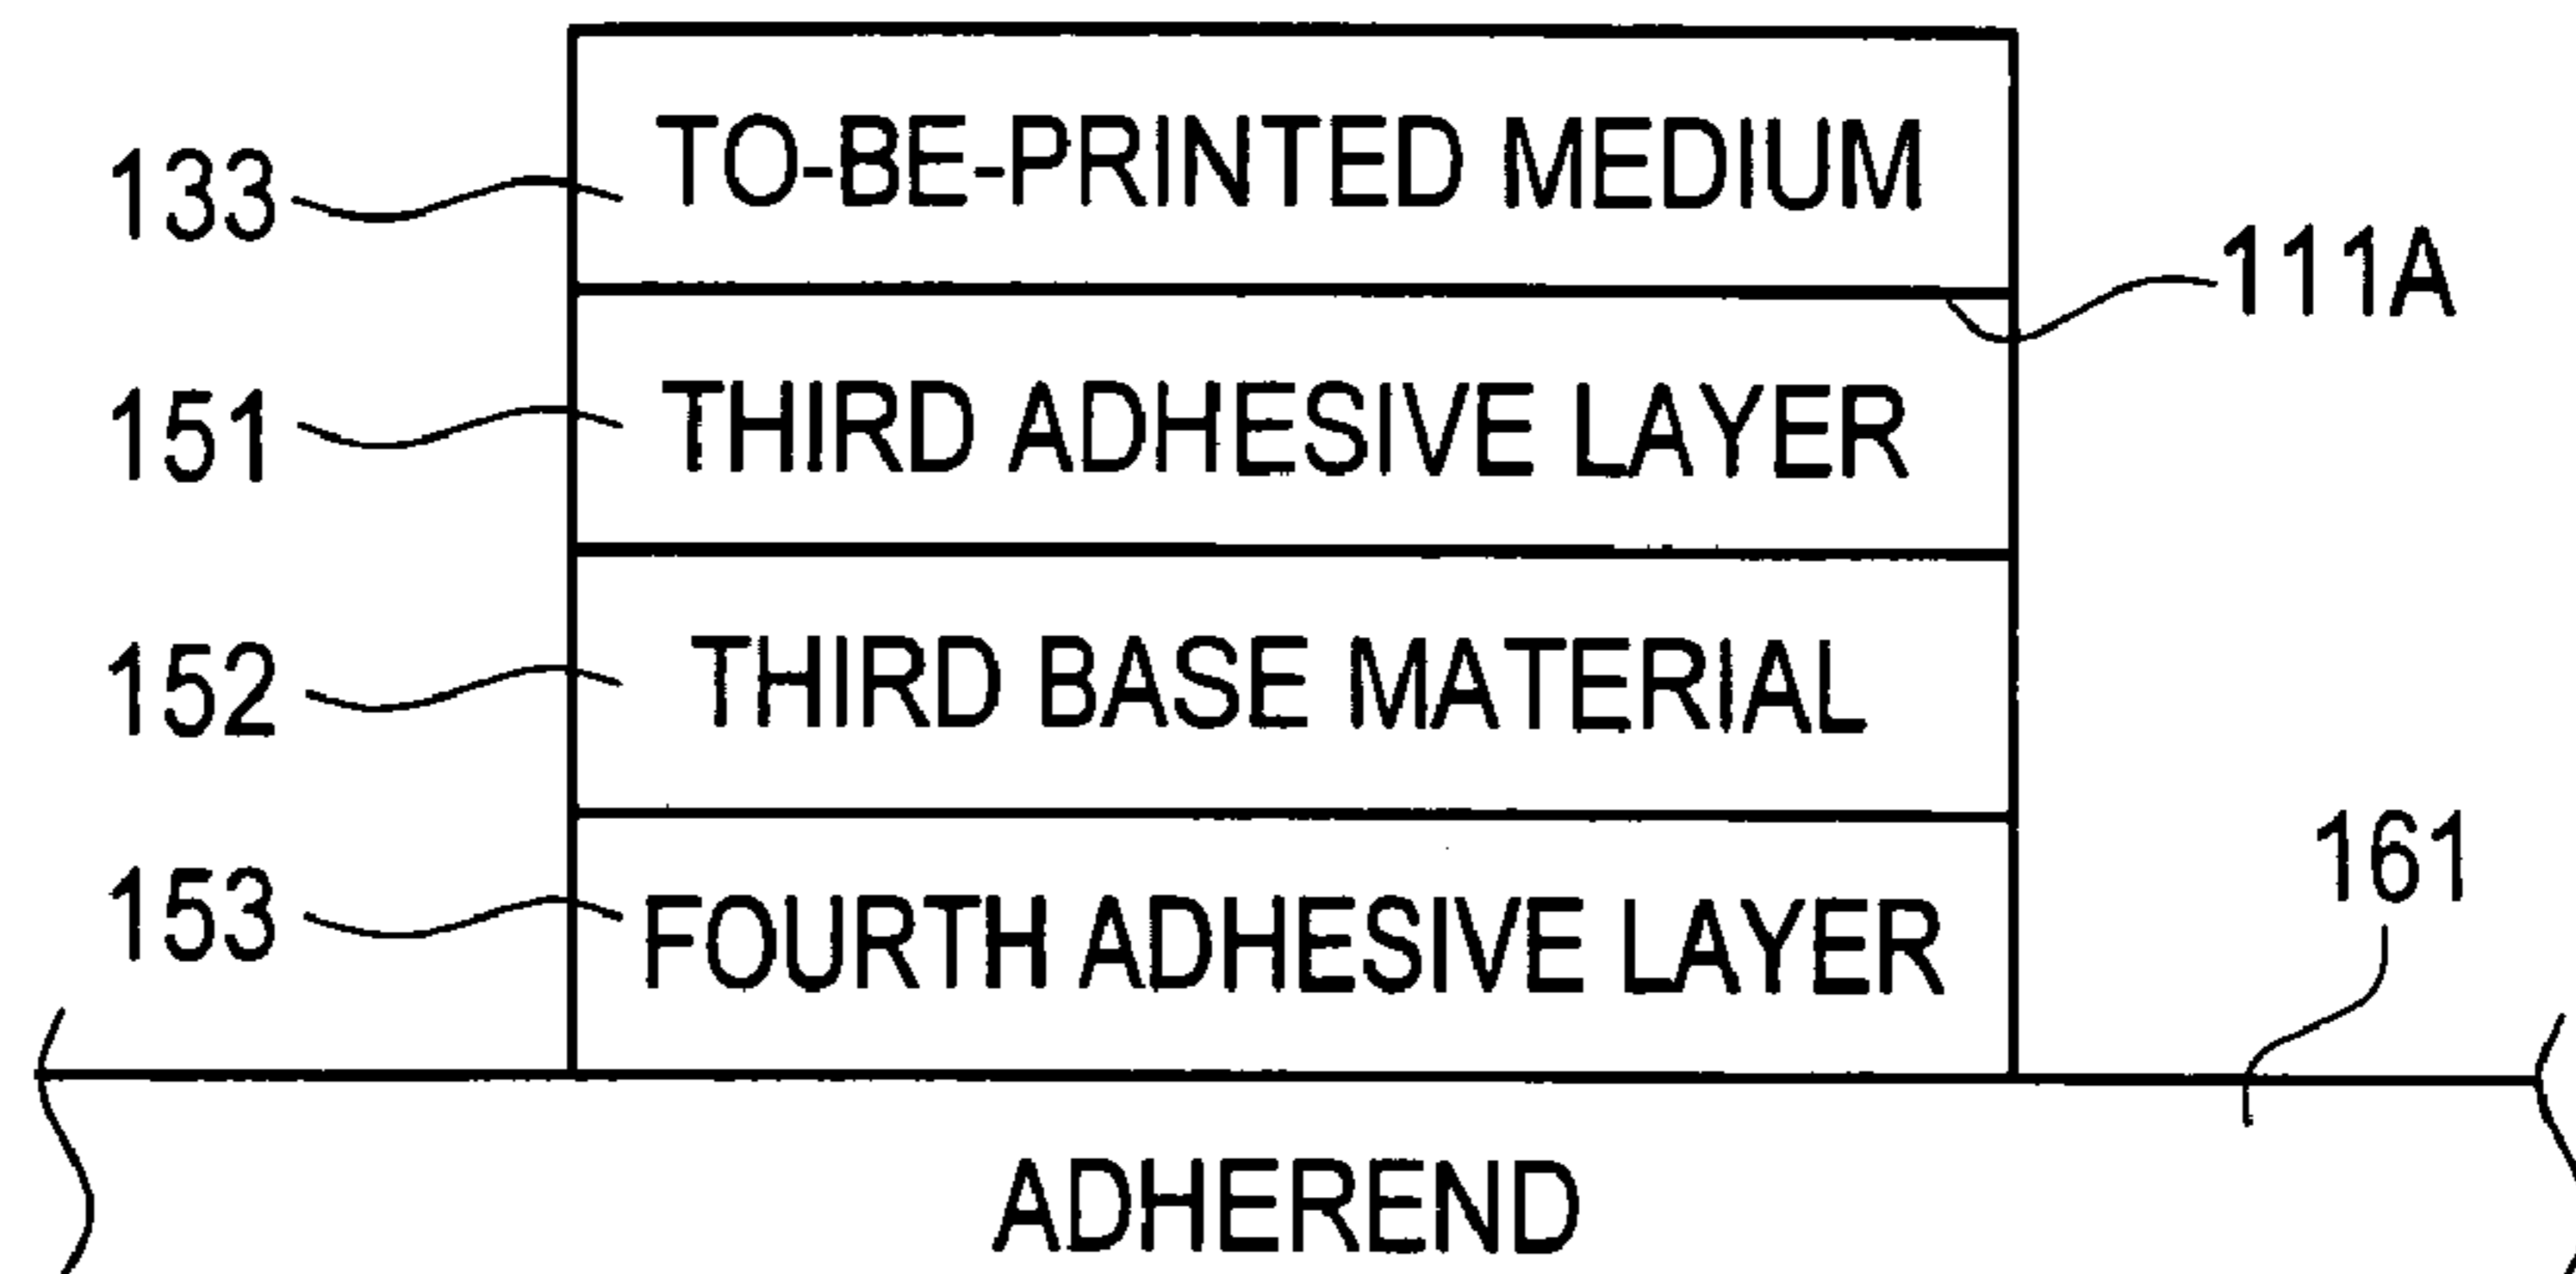 133 TO-BE-PRINTED MEDIUM
111A
151 THIRD ADHESIVE LAYER
152 THIRD BASE MATERIAL
161
153 FOURTH ADHESIVE LAYER
ADHEREND